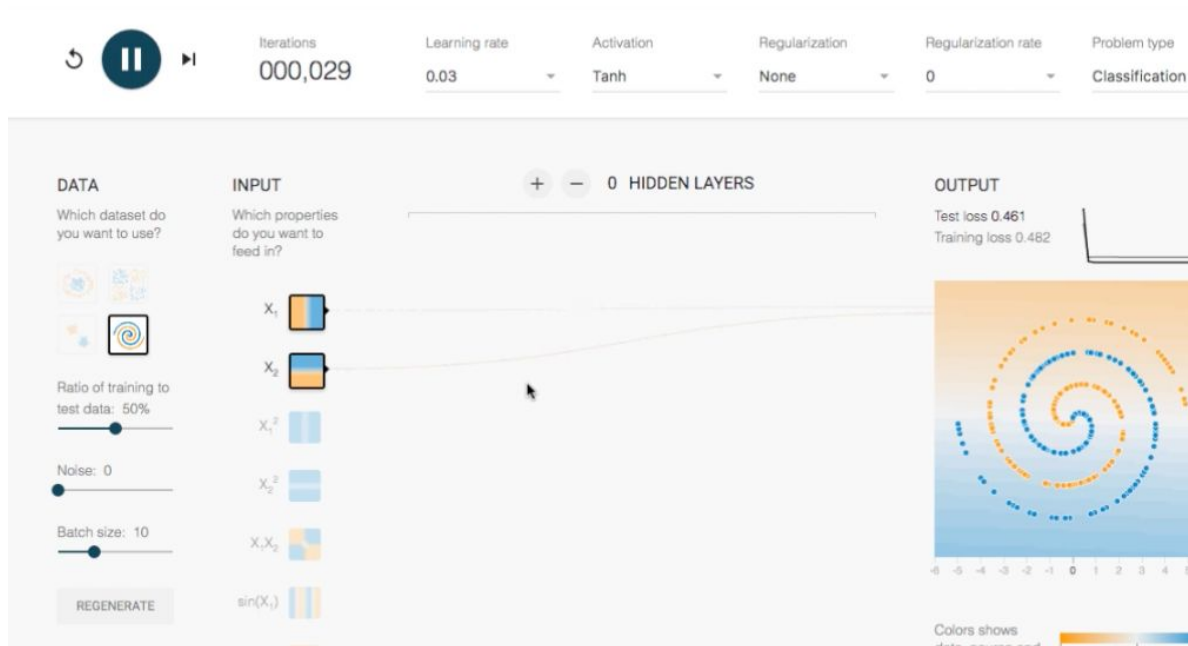 Iterations
000,029
Learning rate
0.03
Activation
Tanh
Regularization
None
Regularization rate
0
Problem type
Classification
DATA
Which dataset do
you want to use?
Ratio of training to
test data: 50%
Noise: 0
Batch size: 10
REGENERATE
INPUT
Which properties
do you want to
feed in?
X₁
X₂
X₁²
X₂²
X₁X₂
sin(X₁)
+ − 0 HIDDEN LAYERS
OUTPUT
Test loss 0.461
Training loss 0.482
-6 -5 -4 -3 -2 -1 0 1 2 3 4
Colors shows